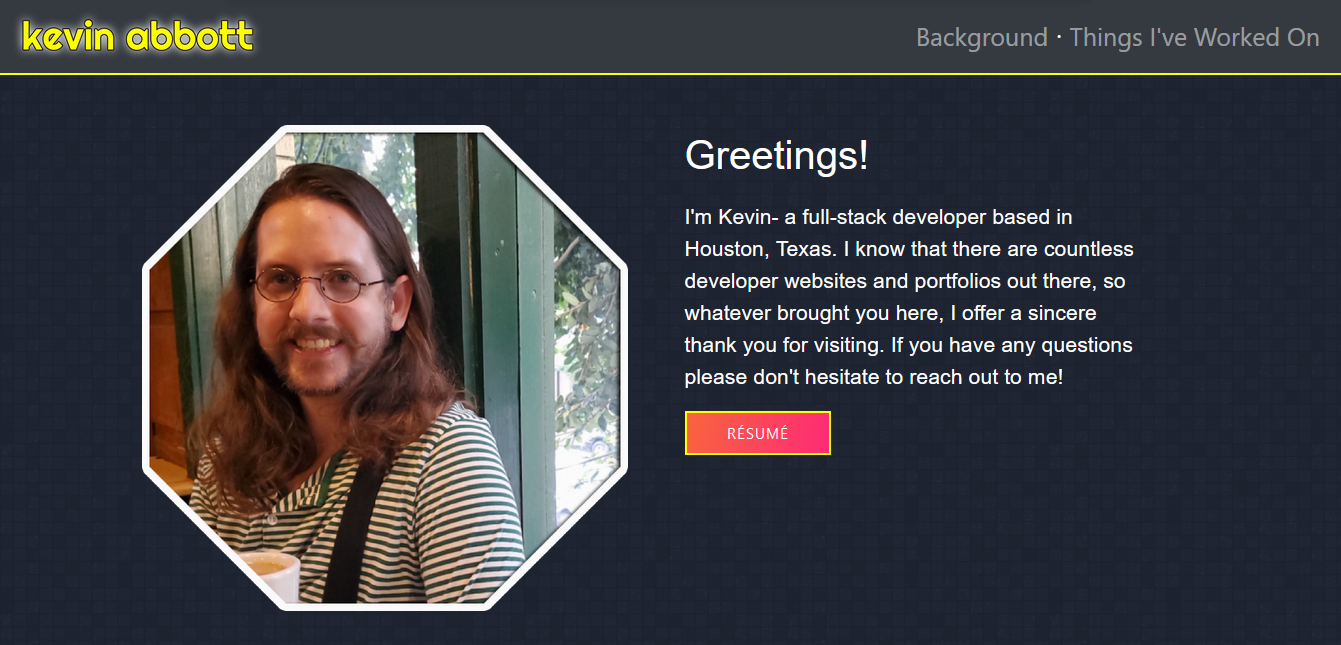 kevin abbott
Background · Things I've Worked On
Greetings!
I'm Kevin- a full-stack developer based in
Houston, Texas. I know that there are countless
developer websites and portfolios out there, so
whatever brought you here, I offer a sincere
thank you for visiting. If you have any questions
please don't hesitate to reach out to me!
RÉSUMÉ